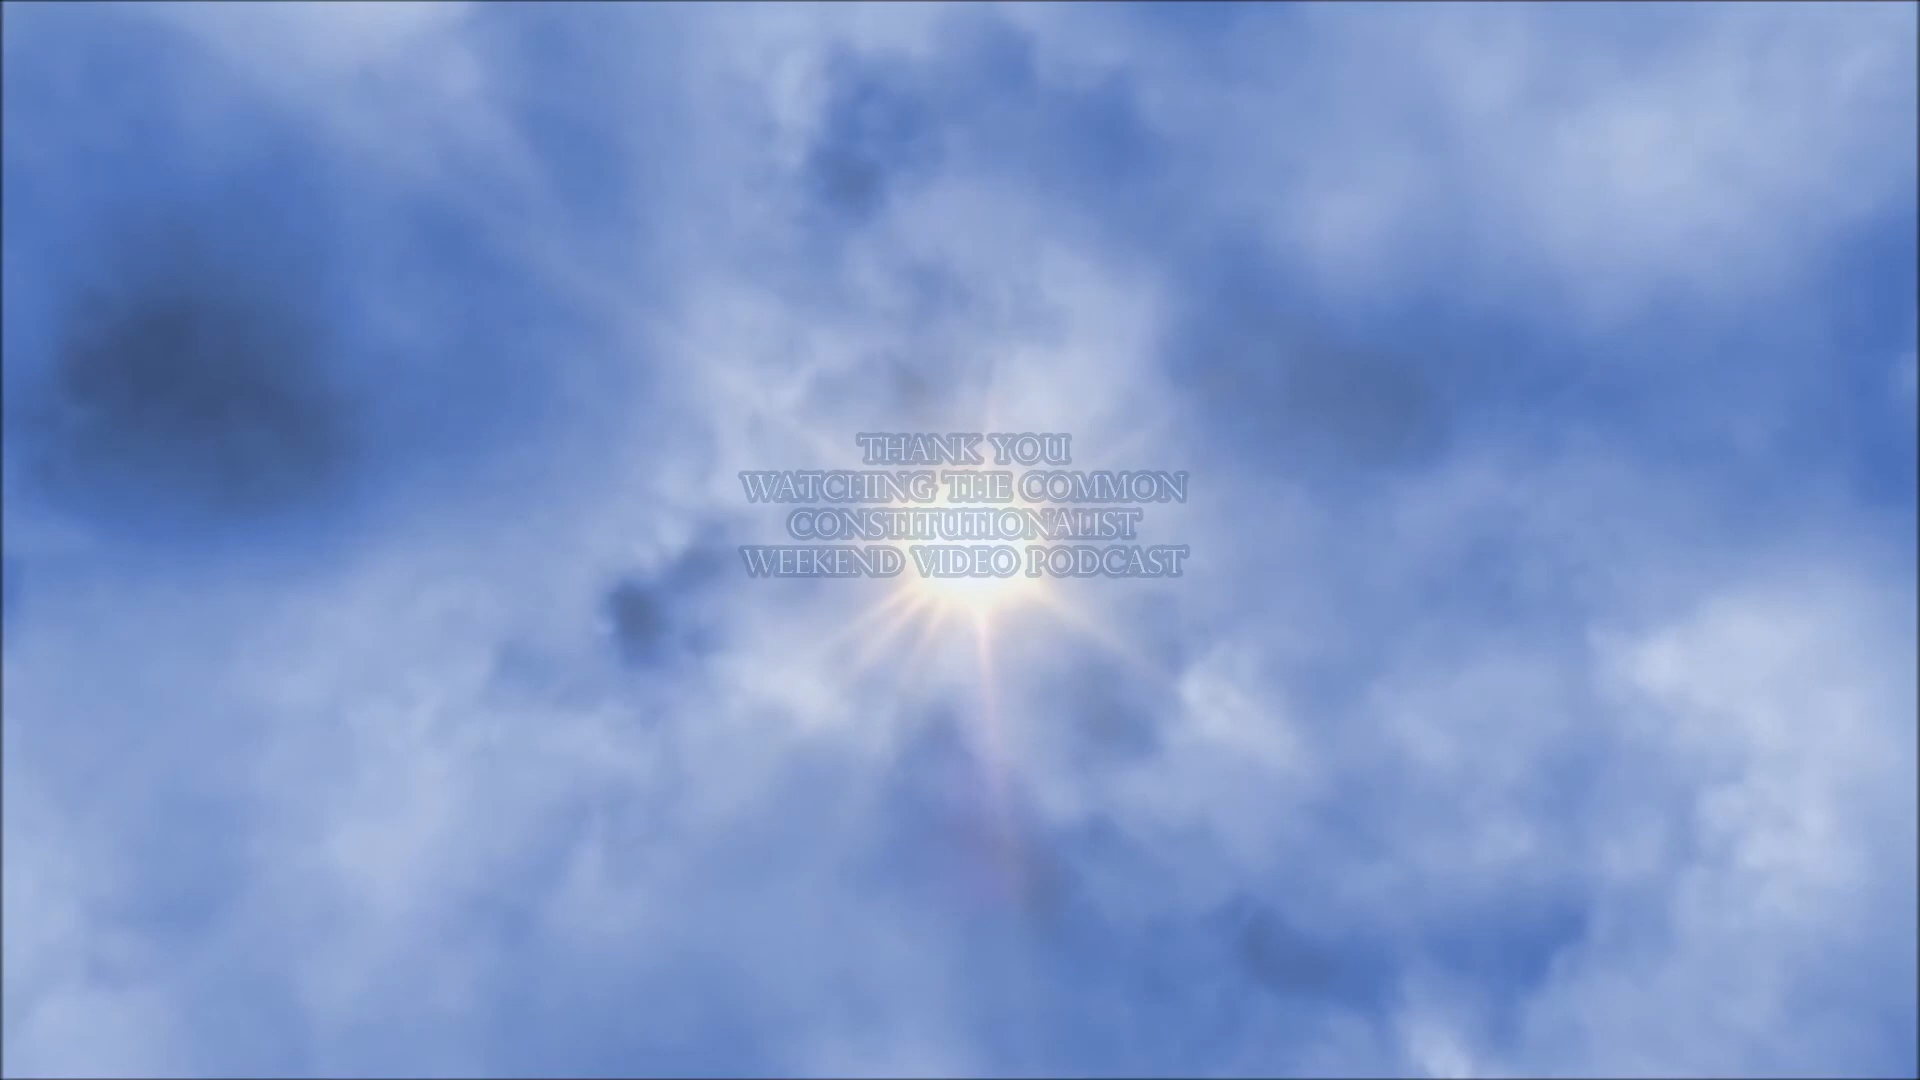 THANK YOU
WATCHING THE COMMON
CONSTITUTIONALIST
WEEKEND VIDEO PODCAST